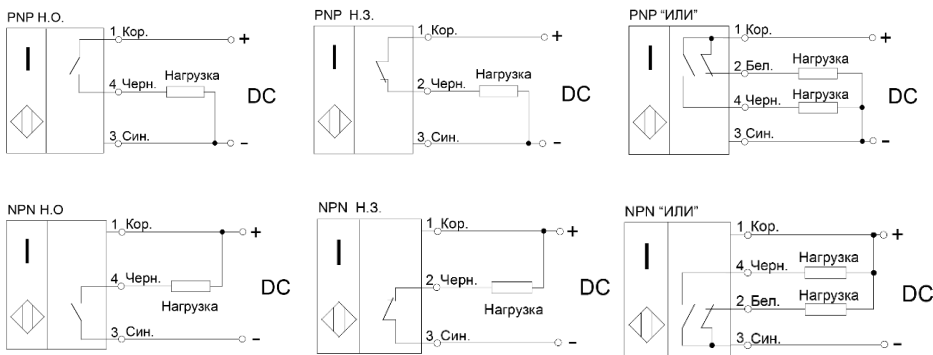 PNP Н.О.
1 Кор.
+
Нагрузка
4 Черн.
DC
3 Син.
-
PNP Н.З.
1 Кор.
+
Нагрузка
2 Черн.
DC
3 Син.
-
PNP “ИЛИ”
1 Кор.
+
Нагрузка
2 Бел.
Нагрузка
DC
4 Черн.
3 Син.
-
NPN Н.О
1 Кор.
+
4 Черн.
Нагрузка
DC
3 Син.
-
NPN Н.З.
1 Кор.
+
2 Черн.
Нагрузка
DC
3 Син.
-
NPN “ИЛИ”
1 Кор.
+
Нагрузка
4 Черн.
Нагрузка
DC
2 Бел.
3 Син.
-